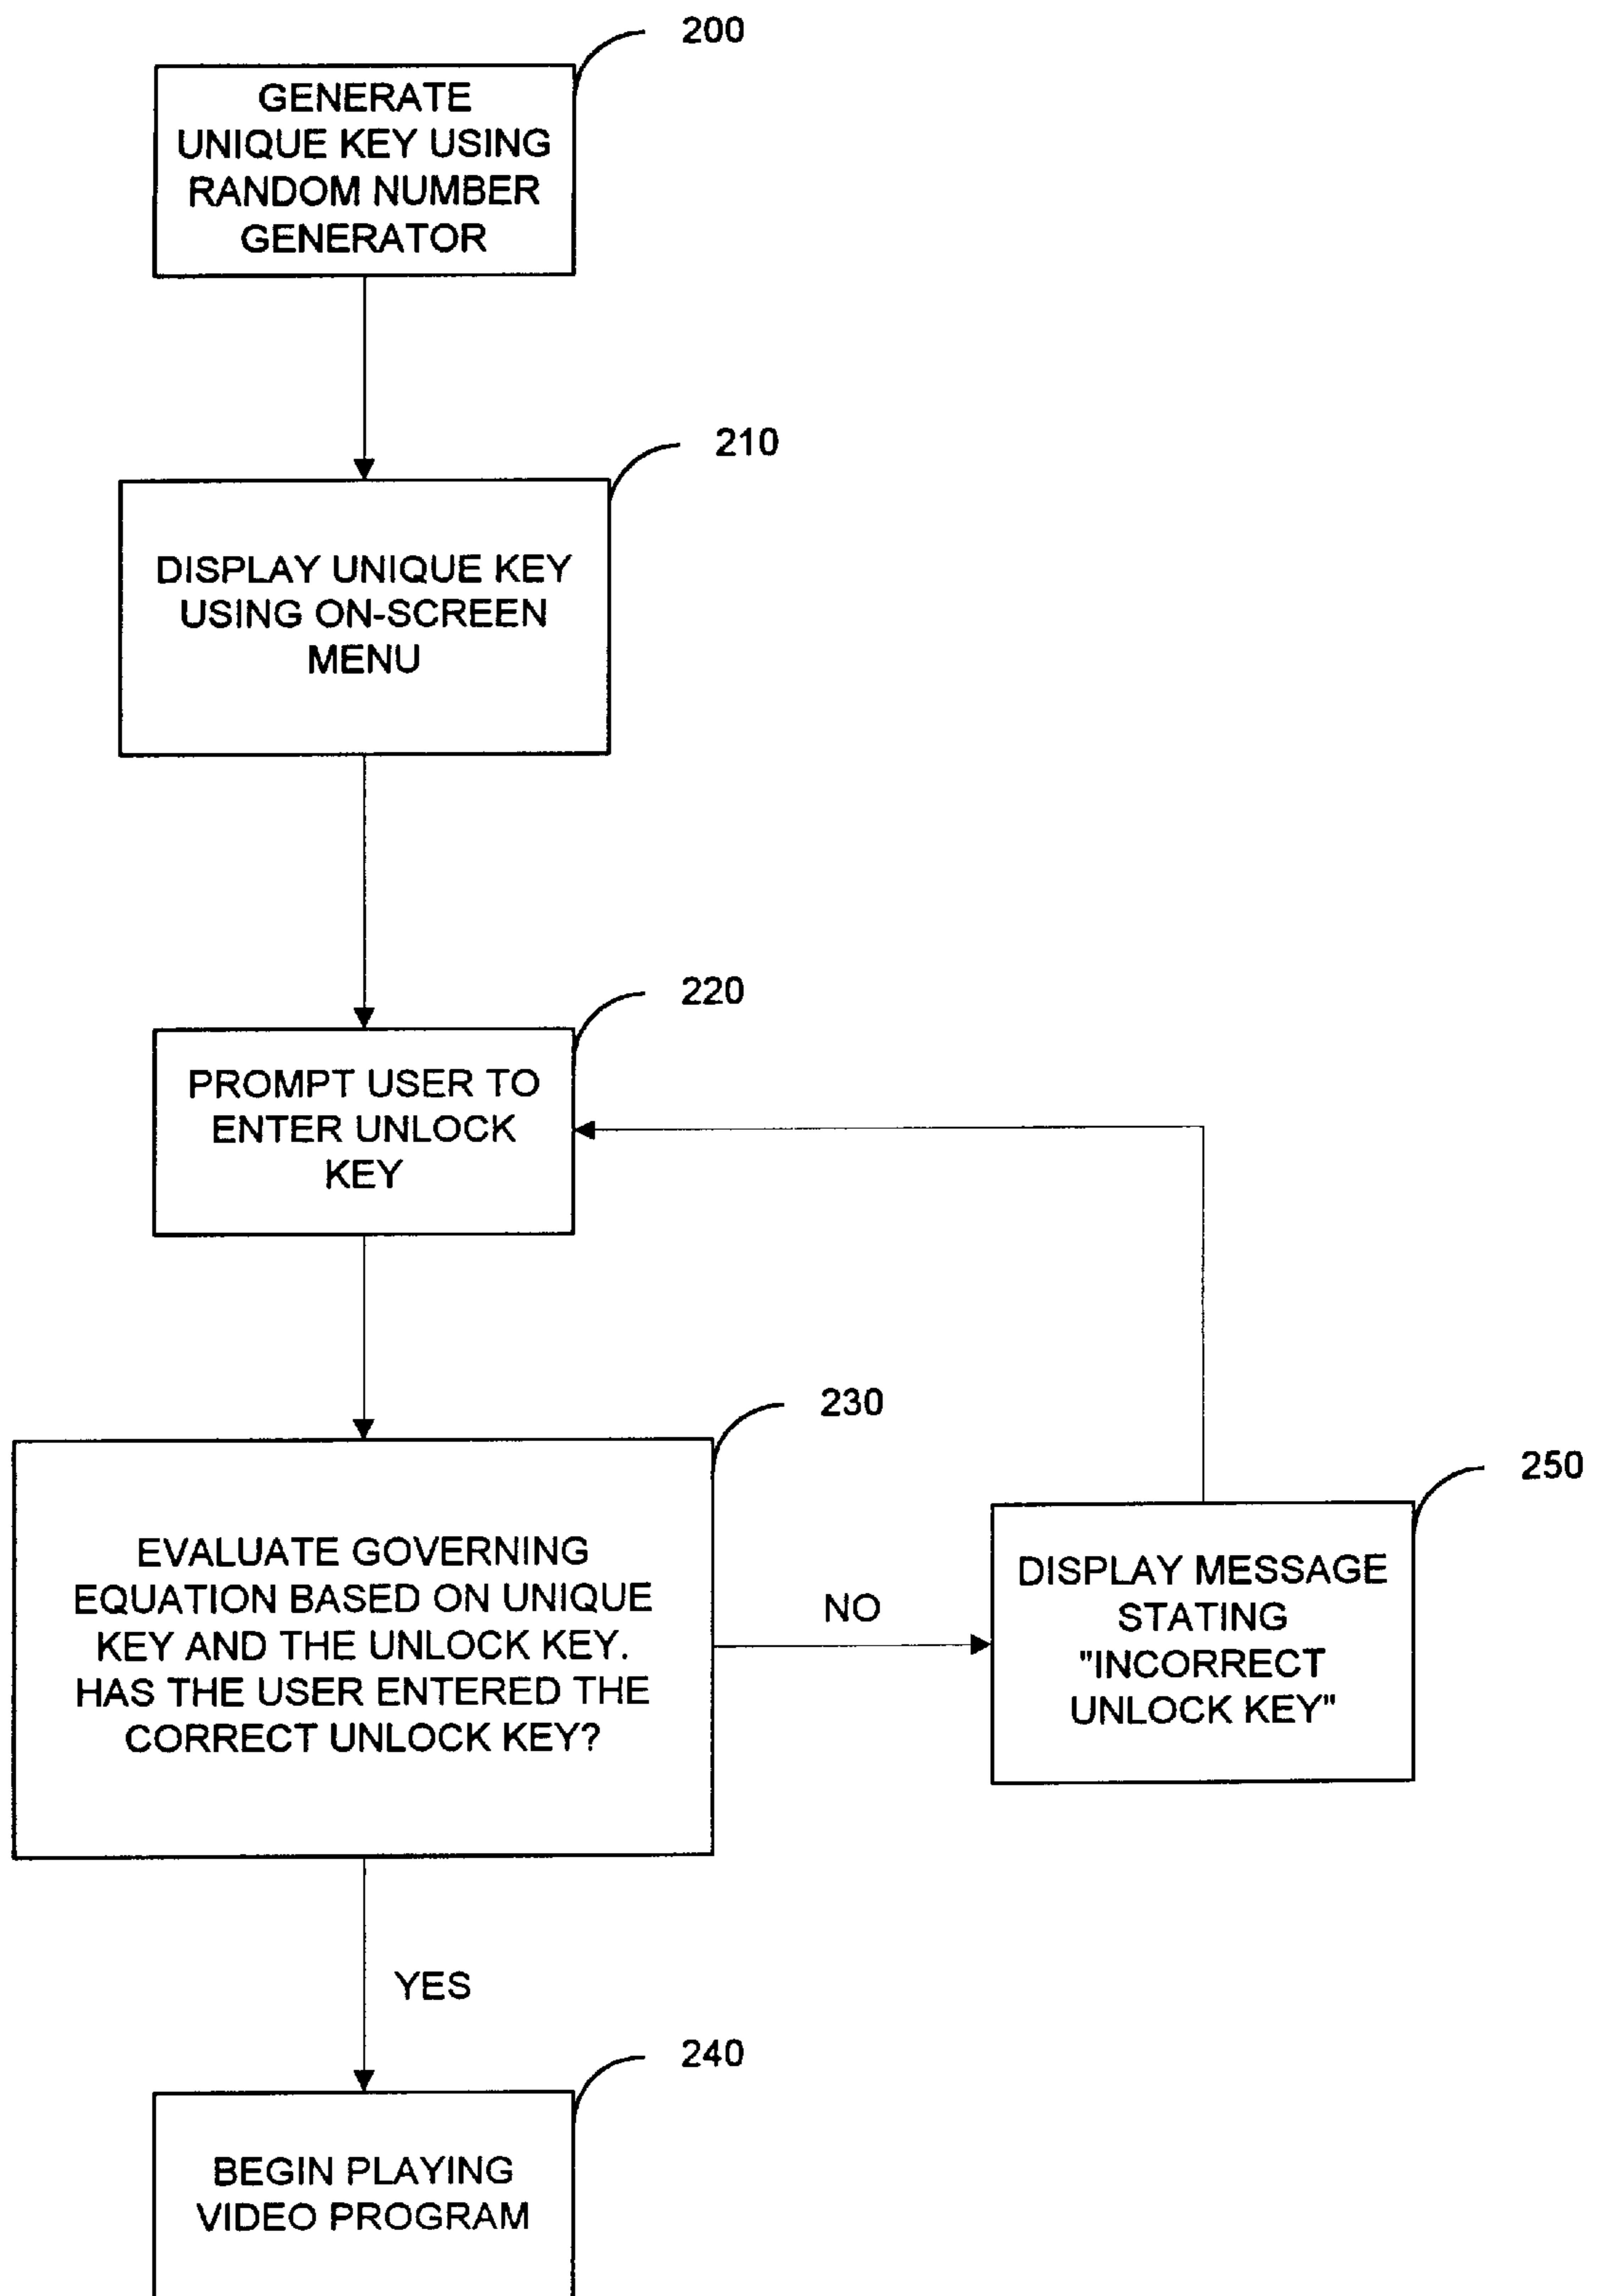 200
GENERATE
UNIQUE KEY USING
RANDOM NUMBER
GENERATOR
210
DISPLAY UNIQUE KEY
USING ON-SCREEN
MENU
220
PROMPT USER TO
ENTER UNLOCK
KEY
230
EVALUATE GOVERNING
EQUATION BASED ON UNIQUE
KEY AND THE UNLOCK KEY.
HAS THE USER ENTERED THE
CORRECT UNLOCK KEY?
NO
250
DISPLAY MESSAGE
STATING
"INCORRECT
UNLOCK KEY"
YES
240
BEGIN PLAYING
VIDEO PROGRAM